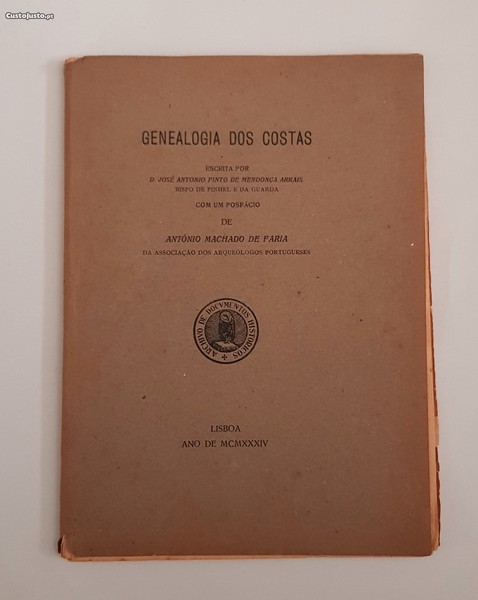 CustoJusto.pt
GENEALOGIA DOS COSTAS
ESCRITA POR
D. JOSÉ ANTONIO PINTO DE MENDONÇA ARRAIS
BISPO DE PINHEL E DA GUARDA
COM UM POSFÁCIO
DE
ANTÓNIO MACHADO DE FARIA
DA ASSOCIAÇÃO DOS ARQUEÓLOGOS PORTUGUESES
ARCHIVO DE DOCVMENTOS HISTORICOS
LISBOA
ANO DE MCMXXXIV